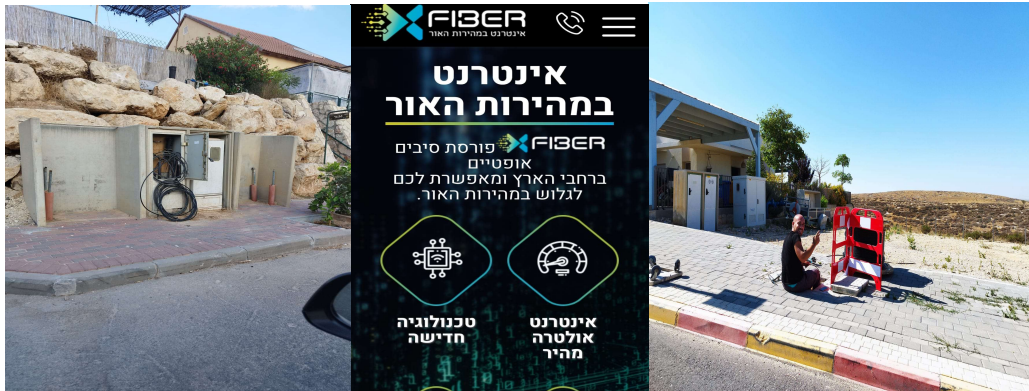 XFIBER
אינטרנט במהירות האור
אינטרנט
במהירות האור
XFIBER פורסת סיבים
אופטיים
ברחבי הארץ ומאפשרת לכם
לגלוש במהירות האור.
טכנולוגיה
חדישה
אינטרנט
אולטרה
מהיר